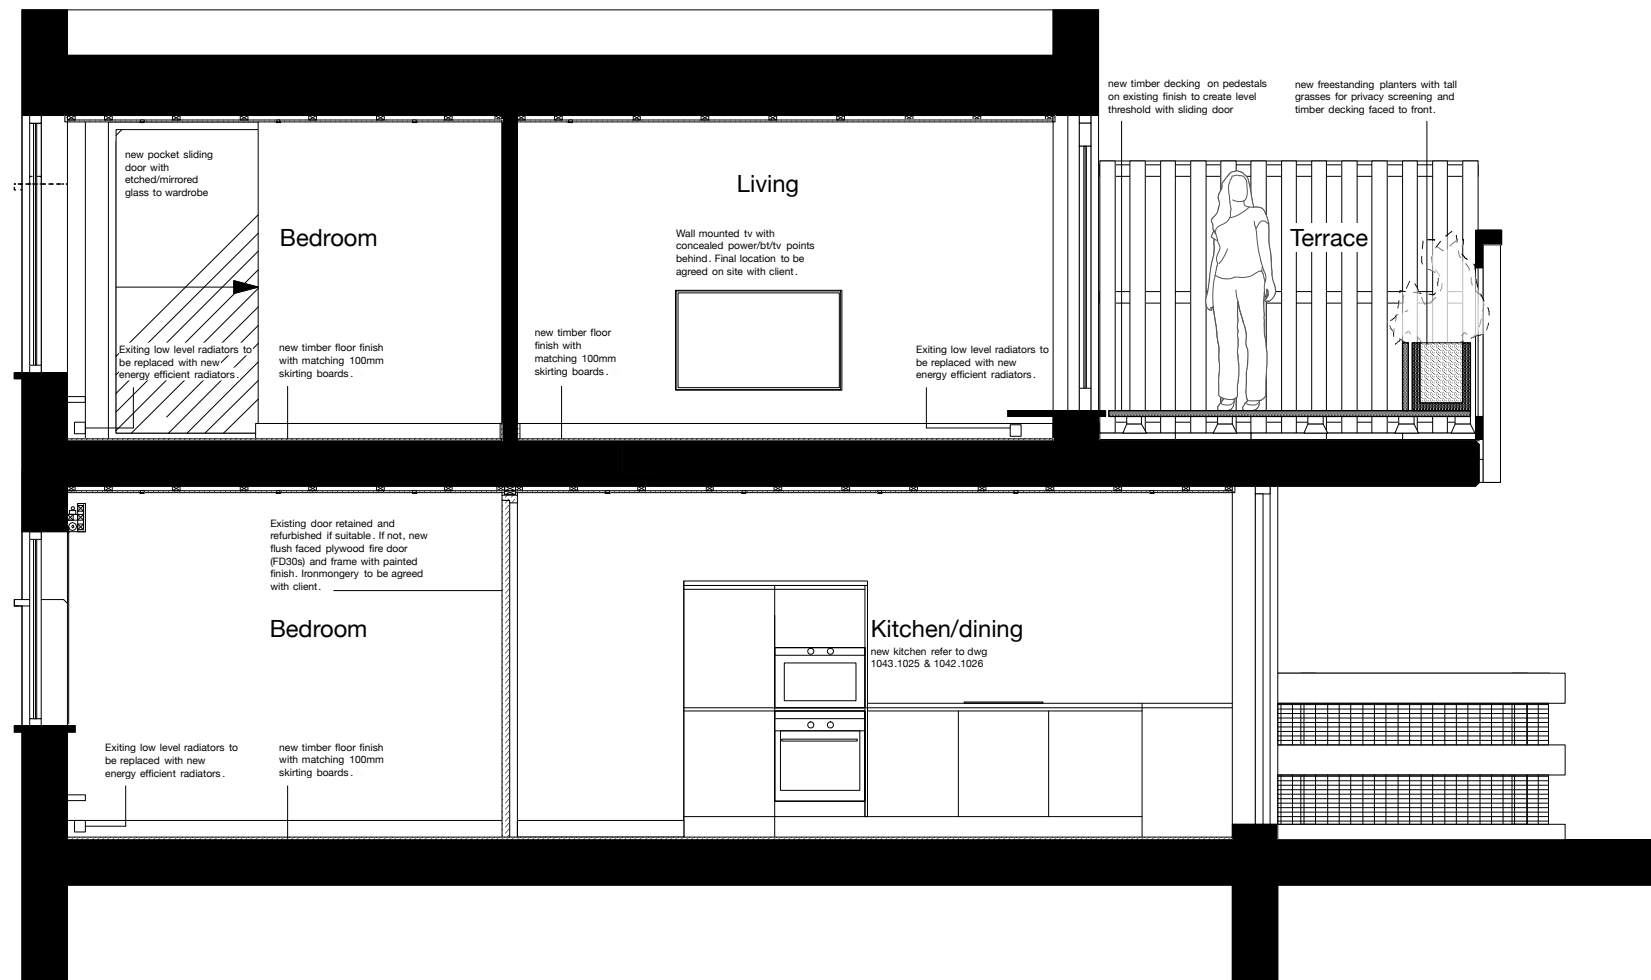 new timber decking on pedestals
on existing finish to create level
threshold with sliding door
new freestanding planters with tall
grasses for privacy screening and
timber decking faced to front.
new pocket sliding
door with
etched/mirrored
glass to wardrobe
Bedroom
Living
Wall mounted tv with
concealed power/bt/tv points
behind. Final location to be
agreed on site with client.
Terrace
Exiting low level radiators to
be replaced with new
energy efficient radiators.
new timber floor finish
with matching 100mm
skirting boards.
new timber floor
finish with
matching 100mm
skirting boards.
Exiting low level radiators to
be replaced with new
energy efficient radiators.
Existing door retained and
refurbished if suitable. If not, new
flush faced plywood fire door
(FD30s) and frame with painted
finish. Ironmongery to be agreed
with client.
Bedroom
Kitchen/dining
new kitchen refer to dwg
1043.1025 & 1042.1026
Exiting low level radiators to
be replaced with new
energy efficient radiators.
new timber floor finish
with matching 100mm
skirting boards.